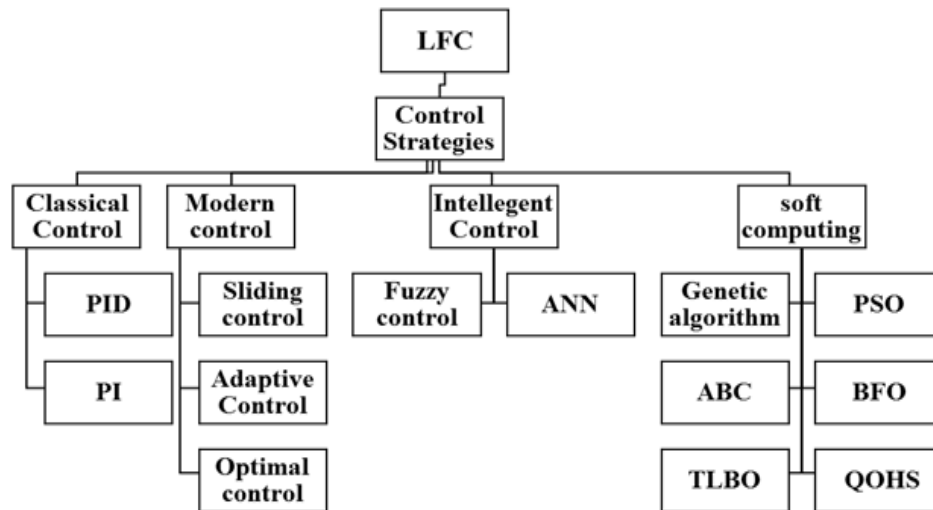 LFC
Control
Strategies
Classical
Control
Modern
control
Intellegent
Control
soft
computing
PID
Sliding
control
Fuzzy
control
ANN
Genetic
algorithm
PSO
PI
Adaptive
Control
ABC
BFO
Optimal
control
TLBO
QOHS